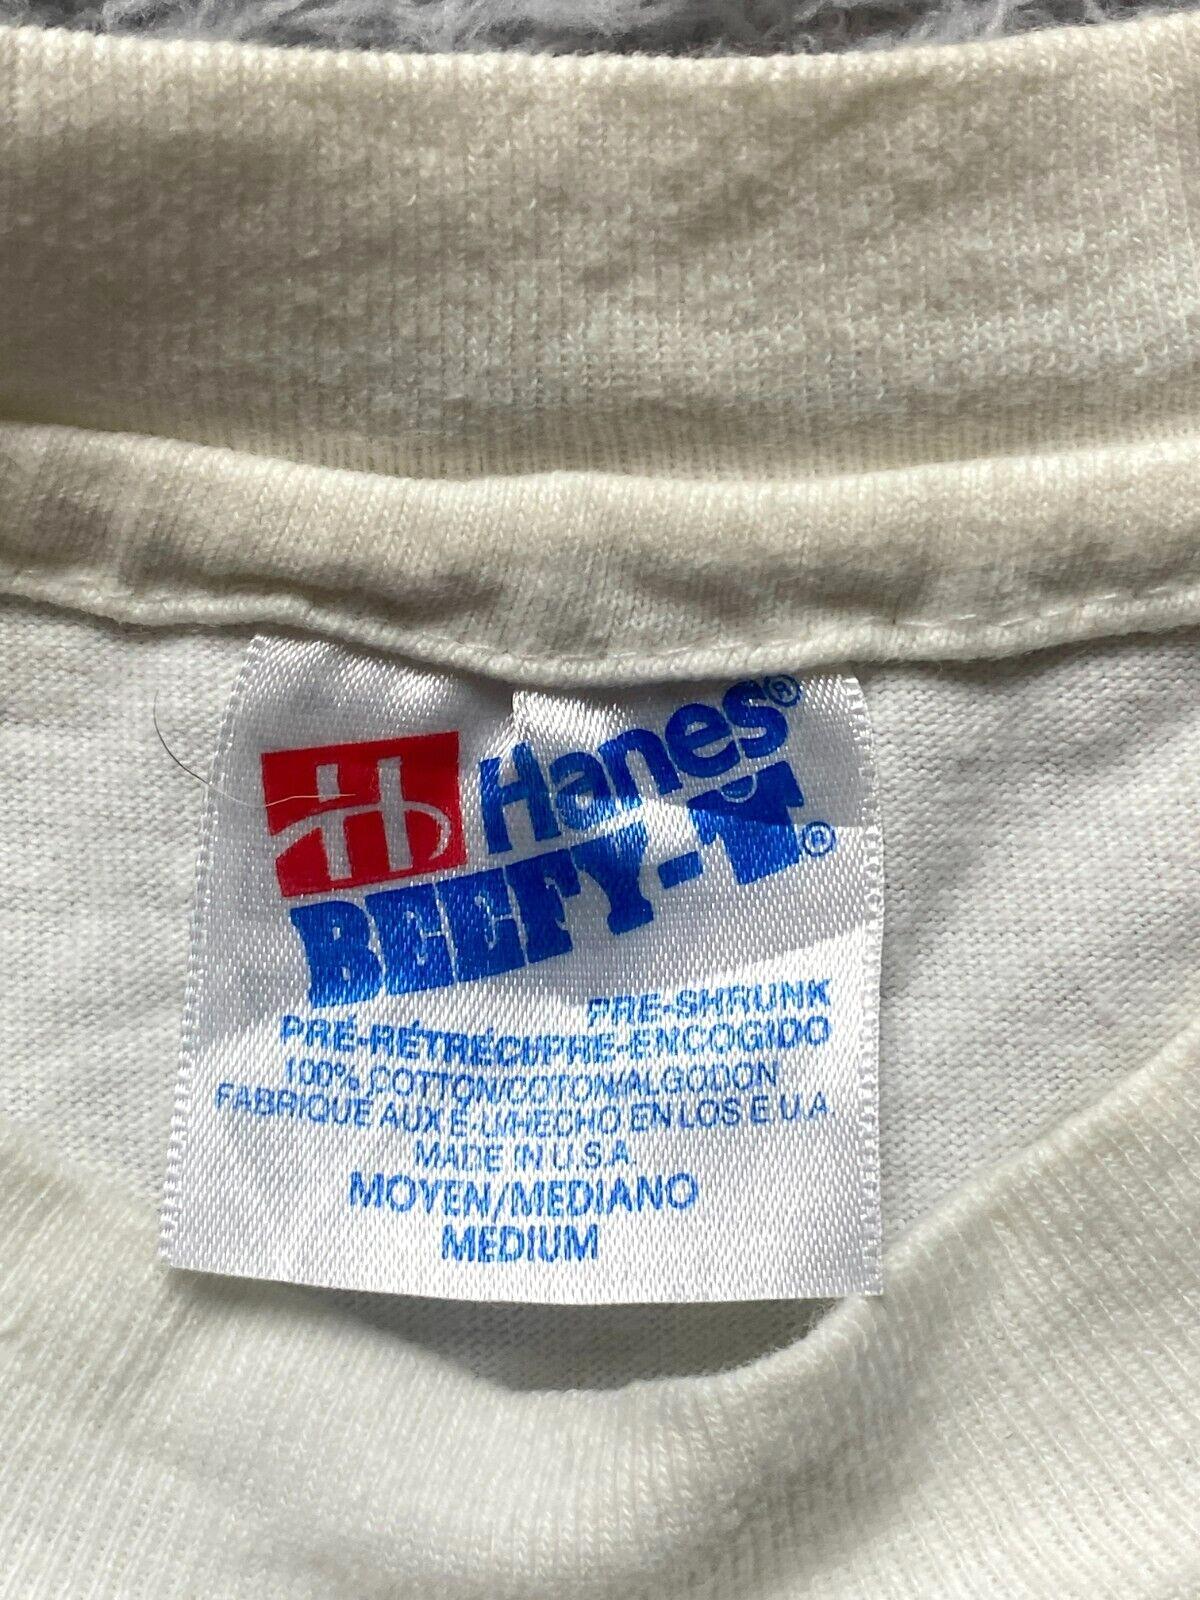 H Hanes®
BEEFY-T®
PRE-SHRUNK
PRÉ-RÉTRÉCI/PRE-ENCOGIDO
100% COTTON/COTON/ALGODON
FABRIQUÉ AUX É-U/HECHO EN LOS E.U.A.
MADE IN U.S.A.
MOYEN/MEDIANO
MEDIUM